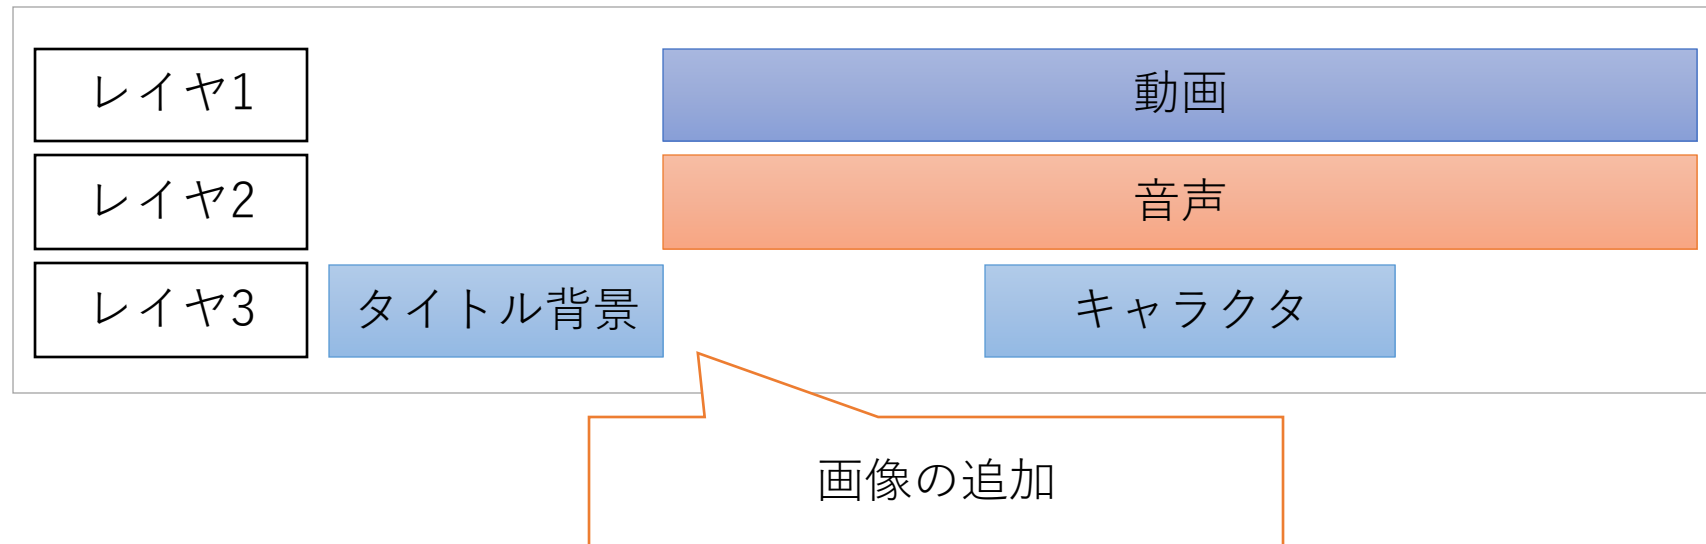 レイヤ1
動画
レイヤ2
音声
レイヤ3
タイトル背景
キャラクタ
画像の追加